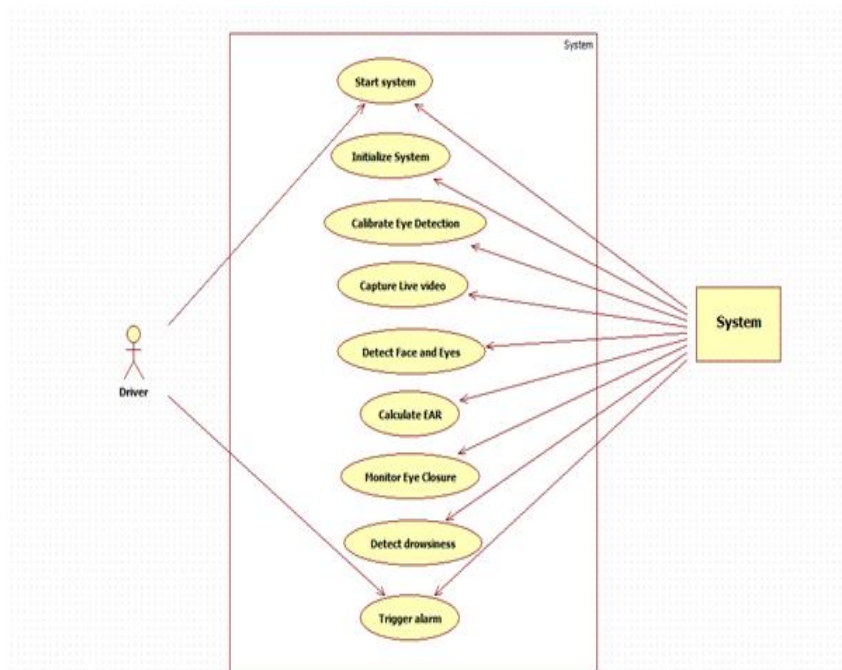 System
Start system
Initialize System
Calibrate Eye Detection
Capture Live video
System
Detect Face and Eyes
Driver
Calculate EAR
Monitor Eye Closure
Detect drowsiness
Trigger alarm